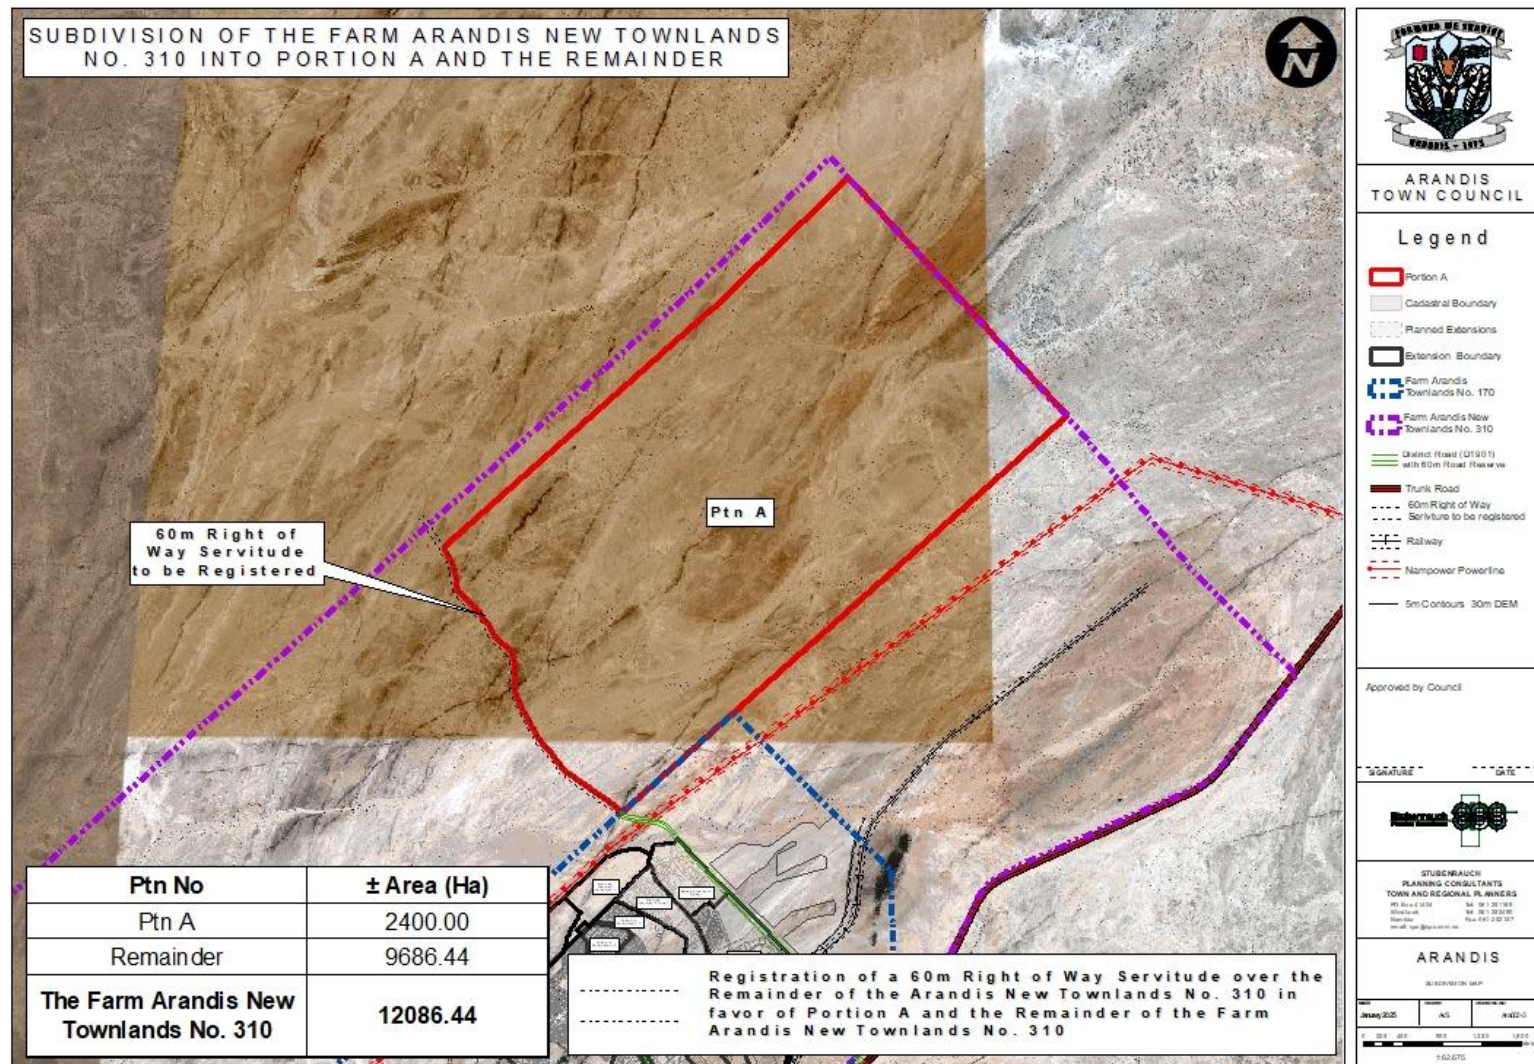 SUBDIVISION OF THE FARM ARANDIS NEW TOWNLANDS
NO. 310 INTO PORTION A AND THE REMAINDER
N
60m Right of
Way Servitude
to be Registered
Ptn A
Ptn No ± Area (Ha)
Ptn A 2400.00
Remainder 9686.44
The Farm Arandis New
Townlands No. 310
12086.44
Registration of a 60m Right of Way Servitude over the
Remainder of the Arandis New Townlands No. 310 in
favor of Portion A and the Remainder of the Farm
Arandis New Townlands No. 310
ARANDIS
TOWN COUNCIL
Legend
Portion A
Cadastral Boundary
Planned Extensions
Extension Boundary
Farm Arandis
Townlands No. 170
Farm Arandis New
Townlands No. 310
District Road (D1901)
with 60m Road Reserve
Trunk Road
60m Right of Way
to be registered
Railway
Nampower Powerline
5m Contours 30m DEM
Approved by Council
SIGNATURE DATE
Stubenrauch
STUBENRAUCH
PLANNING CONSULTANTS
TOWN AND REGIONAL PLANNERS
ARANDIS
SUBDIVISION MAP
January 2025